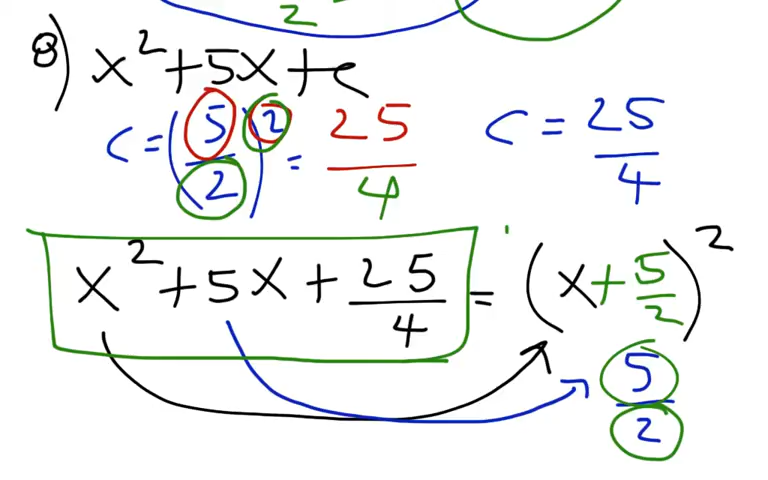 2
8) x² + 5x + c
c = (5/2)² = 25/4 c = 25/4
x² + 5x + 25/4 = (x + 5/2)²
5/2